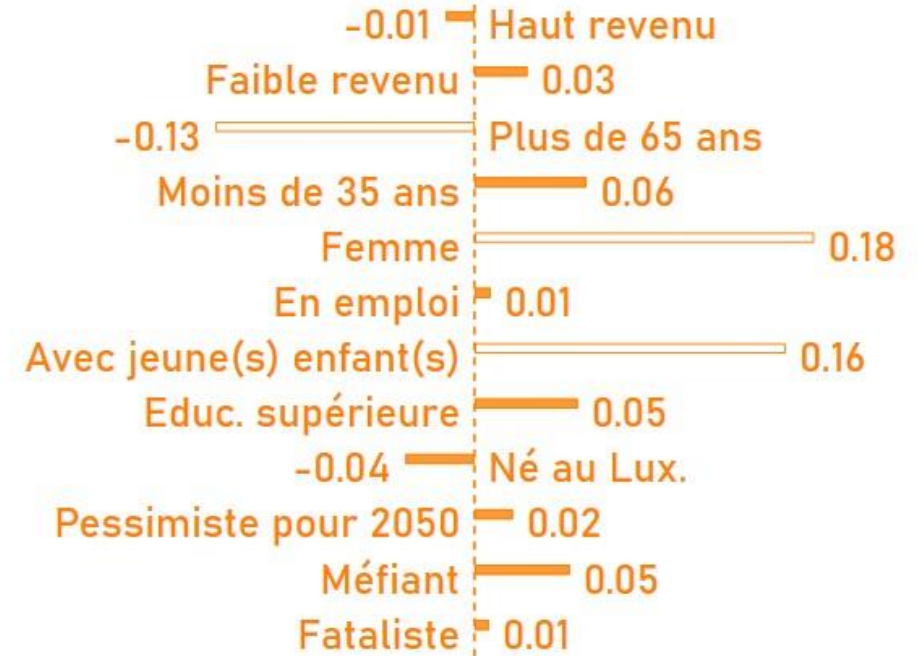 -0.01 Haut revenu
Faible revenu 0.03
-0.13 Plus de 65 ans
Moins de 35 ans 0.06
Femme 0.18
En emploi 0.01
Avec jeune(s) enfant(s) 0.16
Educ. supérieure 0.05
-0.04 Né au Lux.
Pessimiste pour 2050 0.02
Méfiant 0.05
Fataliste 0.01